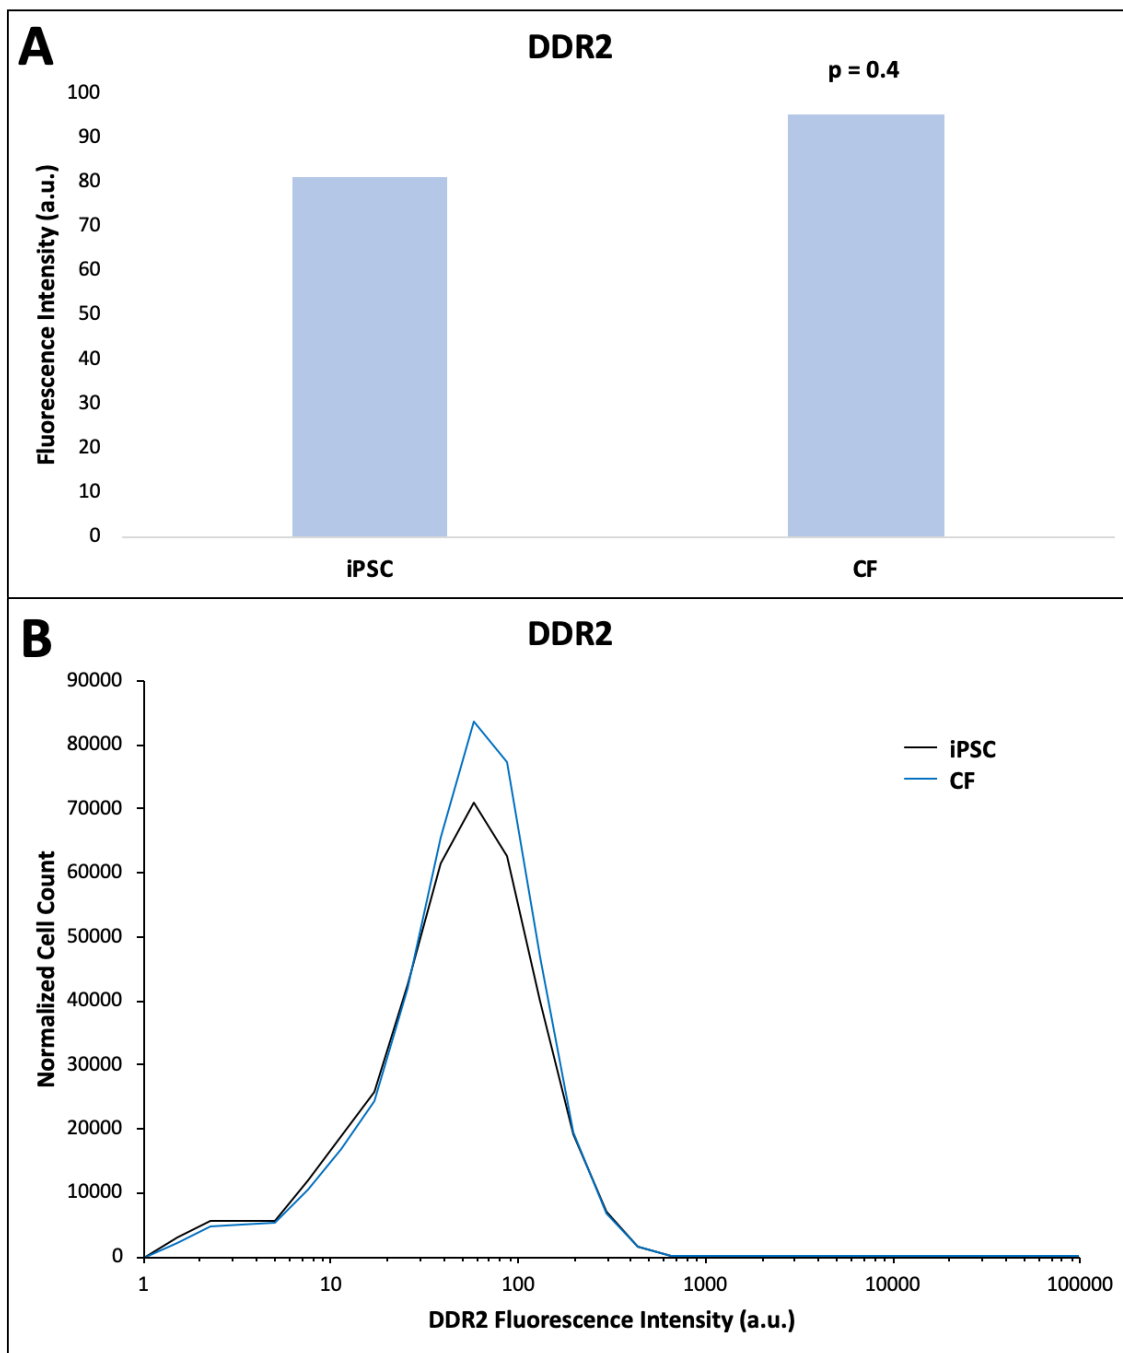 A
DDR2
p = 0.4
Fluorescence Intensity (a.u.)
100
90
80
70
60
50
40
30
20
10
0
iPSC
CF
B
DDR2
Normalized Cell Count
90000
80000
70000
60000
50000
40000
30000
20000
10000
0
iPSC
CF
1
10
100
1000
10000
100000
DDR2 Fluorescence Intensity (a.u.)